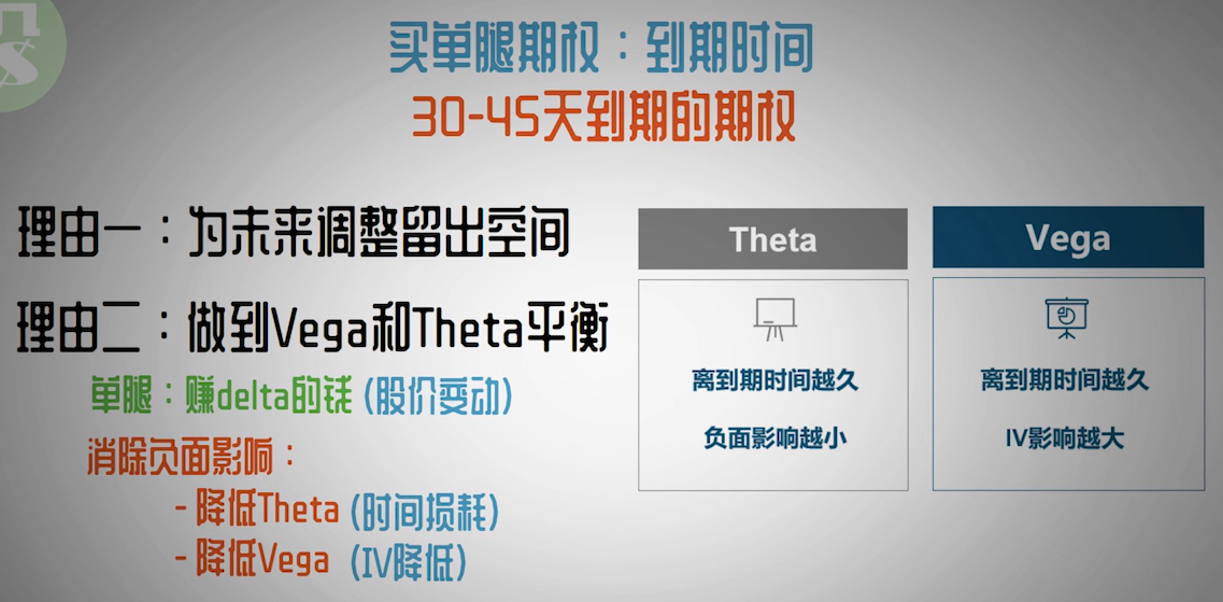 买单腿期权：到期时间
30-45天到期的期权
理由一：为未来调整留出空间
理由二：做到Vega和Theta平衡
单腿：赚delta的钱 (股价变动)
消除负面影响：
- 降低Theta (时间损耗)
- 降低Vega (IV降低)
Theta
离到期时间越久
负面影响越小
Vega
离到期时间越久
IV影响越大